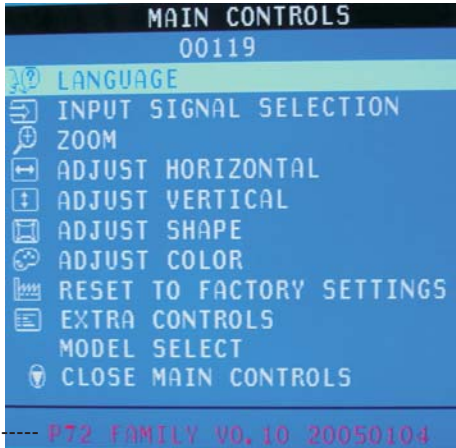 MAIN CONTROLS
00119
LANGUAGE
INPUT SIGNAL SELECTION
ZOOM
ADJUST HORIZONTAL
ADJUST VERTICAL
ADJUST SHAPE
ADJUST COLOR
RESET TO FACTORY SETTINGS
EXTRA CONTROLS
MODEL SELECT
CLOSE MAIN CONTROLS
P72 FAMILY V0.10 20050104